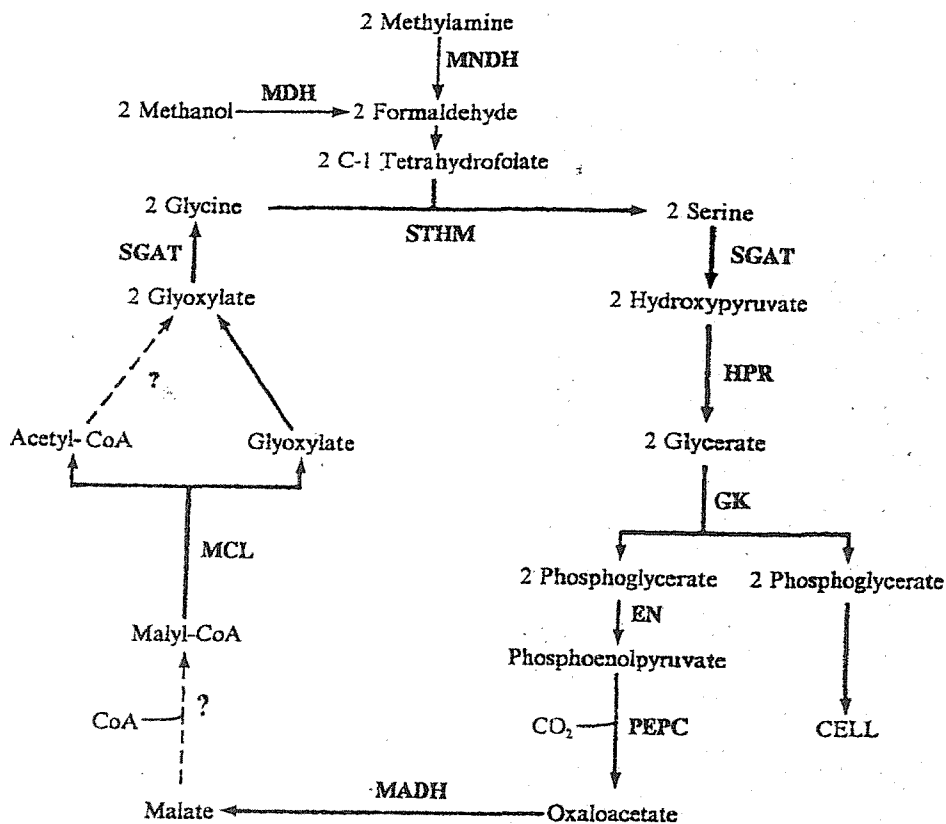 2 Methylamine
MNDH
2 Methanol
MDH
2 Formaldehyde
2 C-1 Tetrahydrofolate
2 Glycine
STHM
2 Serine
SGAT
SGAT
2 Glyoxylate
2 Hydroxypyruvate
?
HPR
Acetyl-CoA
Glyoxylate
2 Glycerate
GK
MCL
2 Phosphoglycerate
2 Phosphoglycerate
EN
Malyl-CoA
Phosphoenolpyruvate
CoA
?
CO₂
PEPC
CELL
MADH
Malate
Oxaloacetate